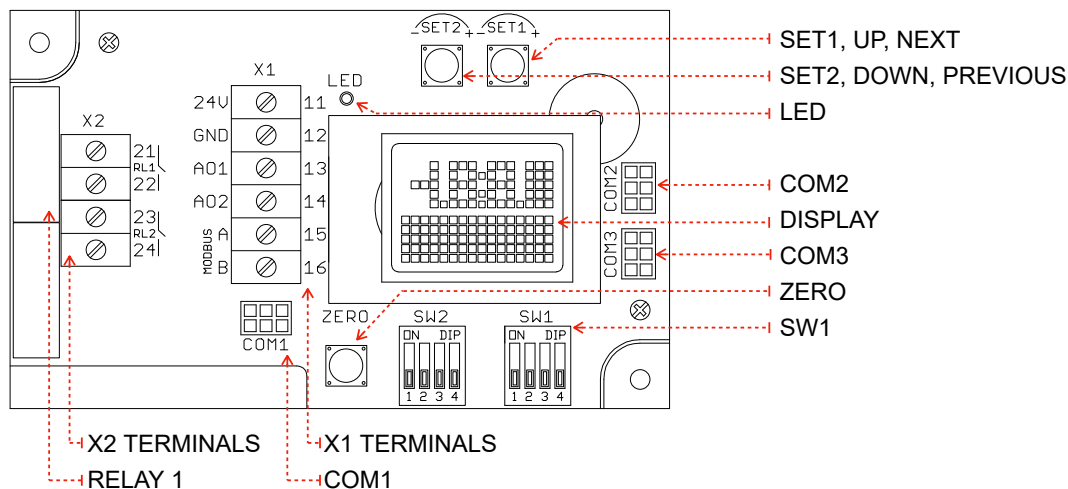 -SET2+ -SET1+
SET1, UP, NEXT
SET2, DOWN, PREVIOUS
LED
LED
X1
24V 11
GND 12
AO1 13
AO2 14
A 15
B 16
MODBUS
X2
21
RL1
22
23
RL2
24
COM2
COM2
DISPLAY
COM3
COM3
ZERO
SW1
ZERO
SW2
ON DIP
1 2 3 4
SW1
ON DIP
1 2 3 4
COM1
X2 TERMINALS
X1 TERMINALS
RELAY 1
COM1